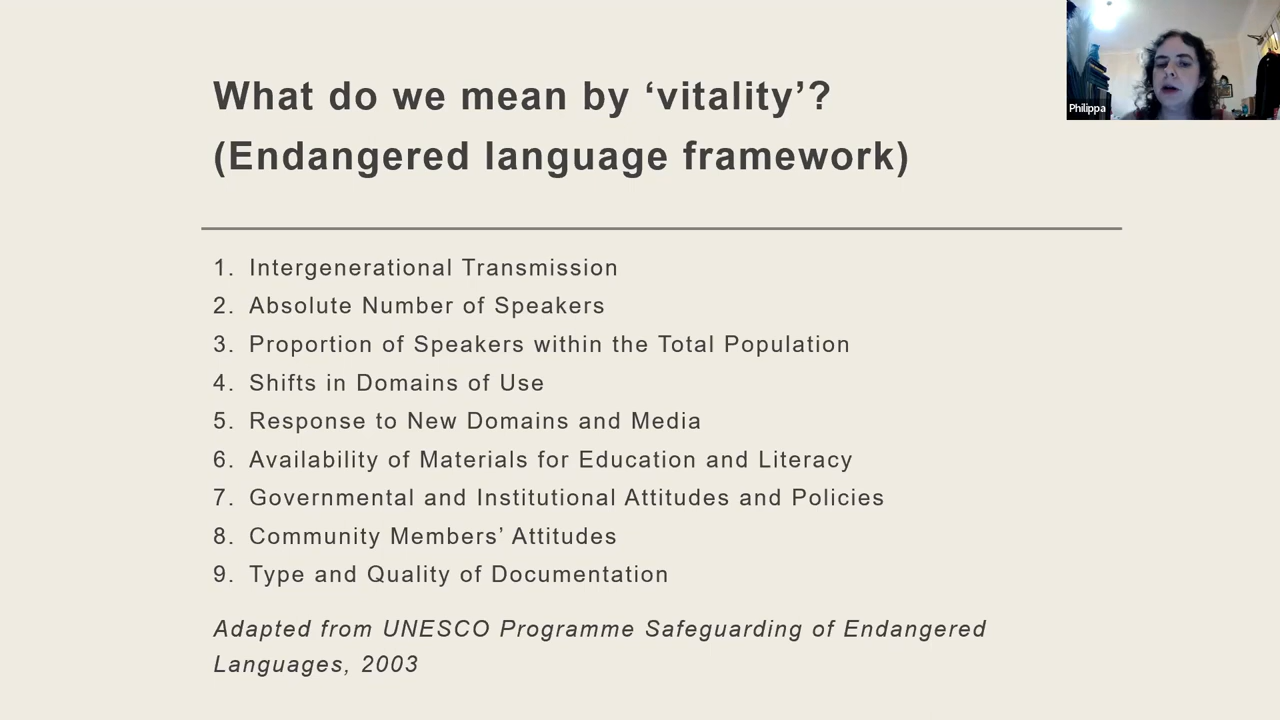 What do we mean by ‘vitality’?
(Endangered language framework)
Philippa
1. Intergenerational Transmission
2. Absolute Number of Speakers
3. Proportion of Speakers within the Total Population
4. Shifts in Domains of Use
5. Response to New Domains and Media
6. Availability of Materials for Education and Literacy
7. Governmental and Institutional Attitudes and Policies
8. Community Members’ Attitudes
9. Type and Quality of Documentation
Adapted from UNESCO Programme Safeguarding of Endangered
Languages, 2003